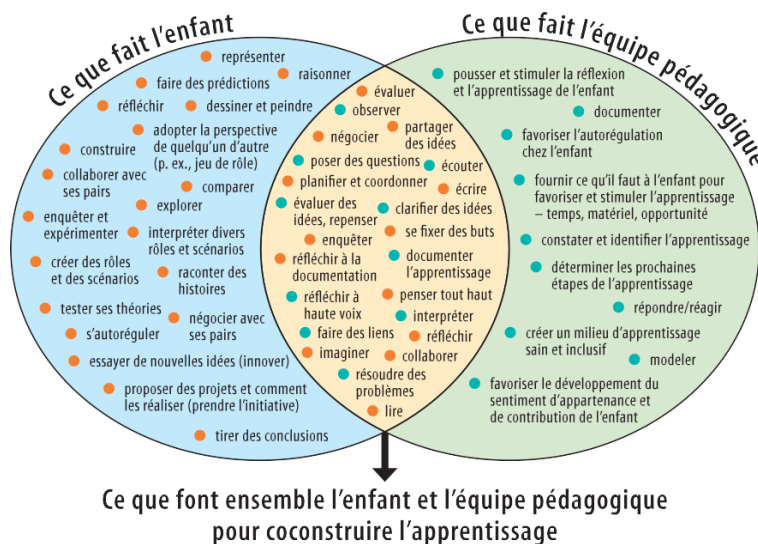 Ce que fait l'enfant
représenter
raisonner
faire des prédictions
réfléchir
dessiner et peindre
adopter la perspective
de quelqu'un d'autre
(p. ex., jeu de rôle)
construire
collaborer avec
ses pairs
comparer
explorer
enquêter et
expérimenter
interpréter divers
rôles et scénarios
créer des rôles
et des scénarios
raconter des
histoires
tester ses théories
négocier avec
ses pairs
s'autoréguler
essayer de nouvelles idées (innover)
proposer des projets et comment
les réaliser (prendre l'initiative)
tirer des conclusions
évaluer
observer
négocier
partager
des idées
poser des questions
écouter
planifier et coordonner
écrire
évaluer des
idées, repenser
clarifier des idées
se fixer des buts
enquêter
réfléchir à la
documentation
documenter
l'apprentissage
réfléchir à
haute voix
penser tout haut
interpréter
faire des liens
réfléchir
imaginer
collaborer
résoudre des
problèmes
lire
Ce que fait l'équipe pédagogique
pousser et stimuler la réflexion
et l'apprentissage de l'enfant
documenter
favoriser l'autorégulation
chez l'enfant
fournir ce qu'il faut à l'enfant pour
favoriser et stimuler l'apprentissage
– temps, matériel, opportunité
constater et identifier l'apprentissage
déterminer les prochaines
étapes de l'apprentissage
répondre/réagir
créer un milieu d'apprentissage
sain et inclusif
modeler
favoriser le développement du
sentiment d'appartenance et
de contribution de l'enfant
Ce que font ensemble l'enfant et l'équipe pédagogique
pour coconstruire l'apprentissage